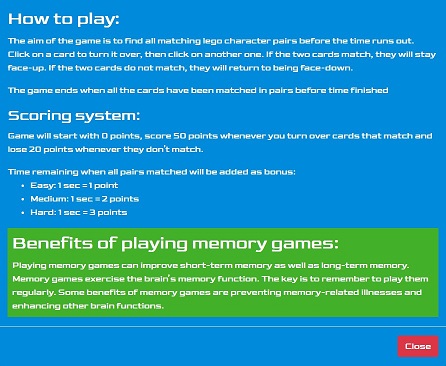 How to play:
The aim of the game is to find all matching lego character pairs before the time runs out.
Click on a card to turn it over, then click on another one. If the two cards match, they will stay
face-up. If the two cards do not match, they will return to being face-down.
The game ends when all the cards have been matched in pairs before time finished
Scoring system:
Game will start with 0 points, score 50 points whenever you turn over cards that match and
lose 20 points whenever they don't match.
Time remaining when all pairs matched will be added as bonus:
• Easy: 1 sec = 1 point
• Medium: 1 sec = 2 points
• Hard: 1 sec = 3 points
Benefits of playing memory games:
Playing memory games can improve short-term memory as well as long-term memory.
Memory games exercise the brain's memory function. The key is to remember to play them
regularly. Some benefits of memory games are preventing memory-related illnesses and
enhancing other brain functions.
Close